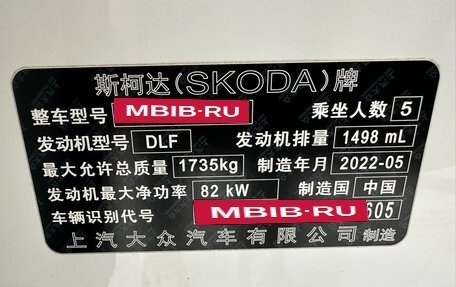 斯柯达(SKODA)牌
整车型号 MBIB·RU 乘坐人数 5
发动机型号 DLF 发动机排量 1498 mL
最大允许总质量 1735kg 制造年月 2022-05
发动机最大净功率 82 kW 制造国 中国
车辆识别代号 MBIB·RU 605
上汽大众汽车有限公司 制造